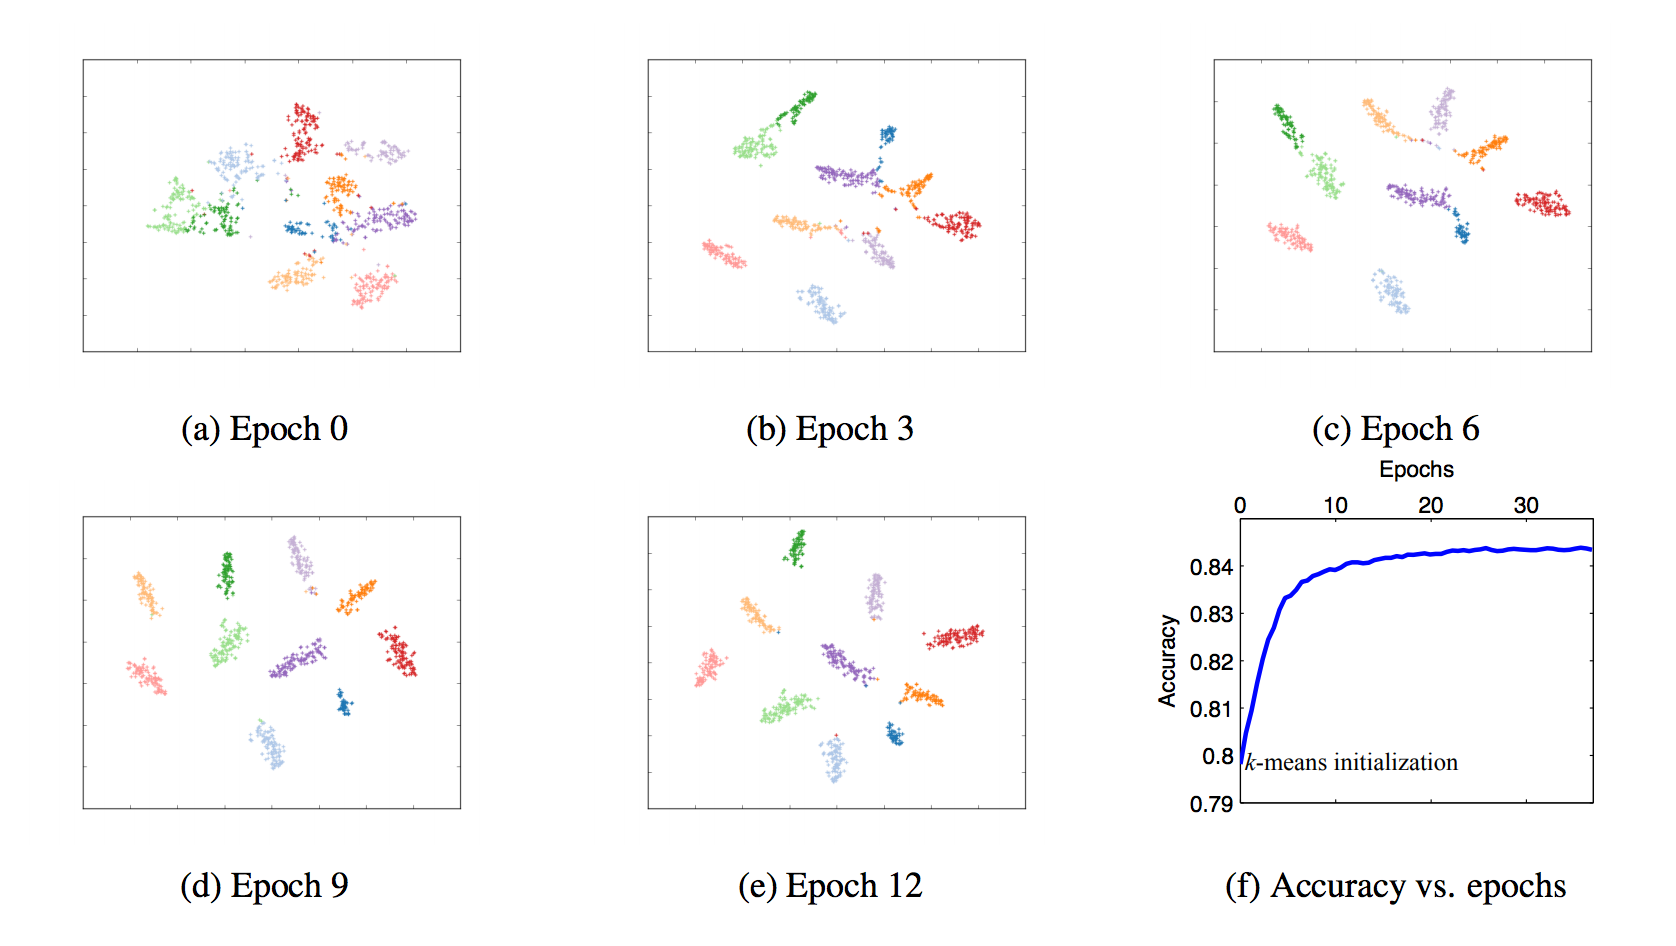 (a) Epoch 0
(b) Epoch 3
(c) Epoch 6
Epochs
0 10 20 30
0.84
0.83
0.82
0.81
0.8
0.79
Accuracy
k-means initialization
(d) Epoch 9
(e) Epoch 12
(f) Accuracy vs. epochs